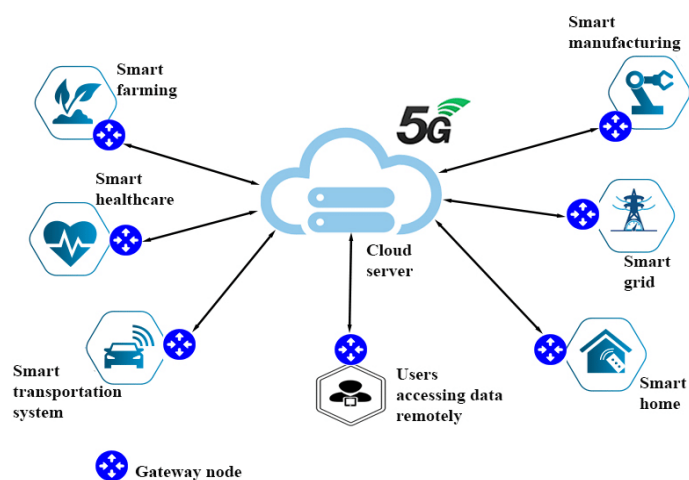 Smart
farming
5G
Smart
manufacturing
Smart
healthcare
Cloud
server
Smart
grid
Smart
transportation
system
Users
accessing data
remotely
Smart
home
Gateway node